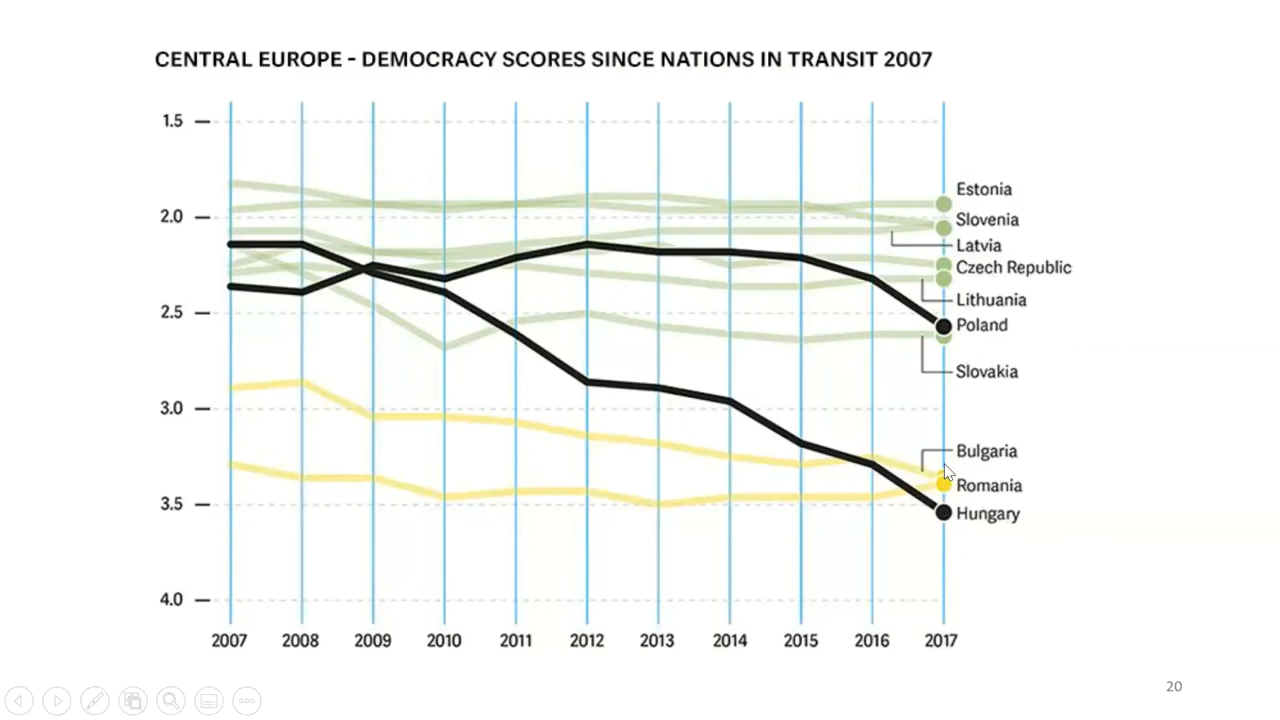 CENTRAL EUROPE - DEMOCRACY SCORES SINCE NATIONS IN TRANSIT 2007
1.5
2.0
2.5
3.0
3.5
4.0
Estonia
Slovenia
Latvia
Czech Republic
Lithuania
Poland
Slovakia
Bulgaria
Romania
Hungary
2007 2008 2009 2010 2011 2012 2013 2014 2015 2016 2017
20